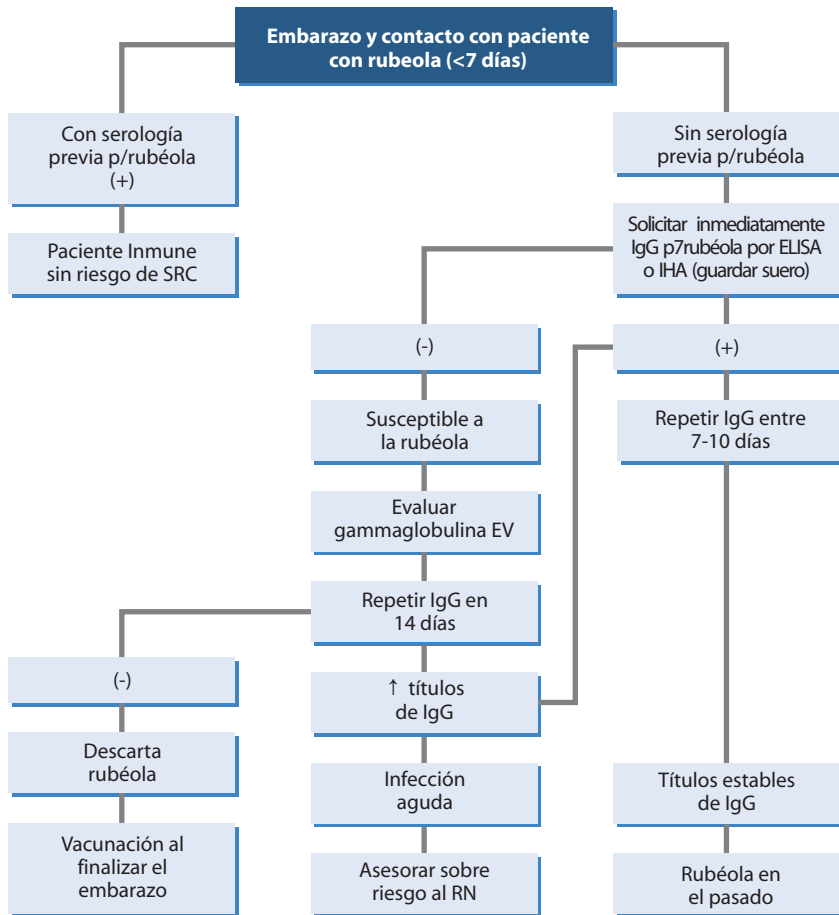 Embarazo y contacto con paciente
con rubeola (<7 días)
Con serología
previa p/rubéola
(+)
Paciente Inmune
sin riesgo de SRC
Sin serología
previa p/rubéola
Solicitar inmediatamente
IgG p7rubéola por ELISA
o IHA (guardar suero)
(-)
(+)
Susceptible a
la rubéola
Repetir IgG entre
7-10 días
Evaluar
gammaglobulina EV
Repetir IgG en
14 días
(-)
↑ títulos
de IgG
Descarta
rubéola
Infección
aguda
Títulos estables
de IgG
Vacunación al
finalizar el
embarazo
Asesorar sobre
riesgo al RN
Rubéola en
el pasado